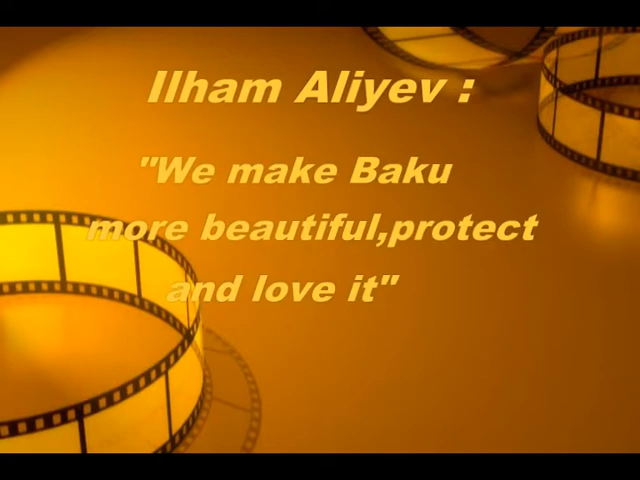 Ilham Aliyev :
"We make Baku
more beautiful,protect
and love it"